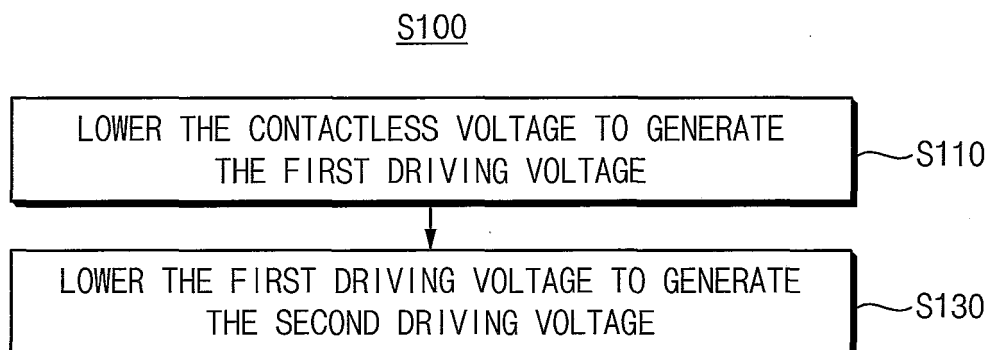 S100
LOWER THE CONTACTLESS VOLTAGE TO GENERATE
THE FIRST DRIVING VOLTAGE
S110
LOWER THE FIRST DRIVING VOLTAGE TO GENERATE
THE SECOND DRIVING VOLTAGE
S130